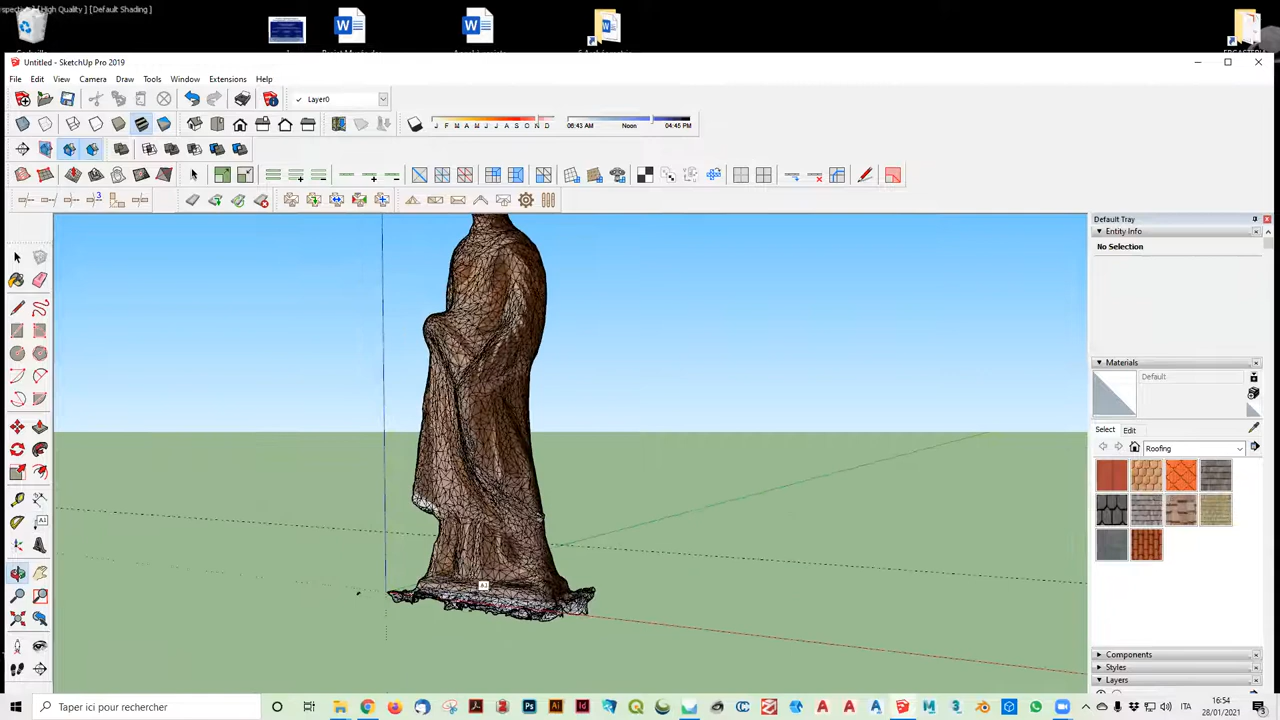 [High Quality] [Default Shading]
Untitled - SketchUp Pro 2019
File Edit View Camera Draw Tools Window Extensions Help
Layer0
J F M A M J J A S O N D
06:43 AM Noon 04:45 PM
Default Tray
Entity Info
No Selection
Materials
Default
Select Edit
Roofing
A1
Components
Styles
Layers
Taper ici pour rechercher
ITA
16:54
28/01/2021